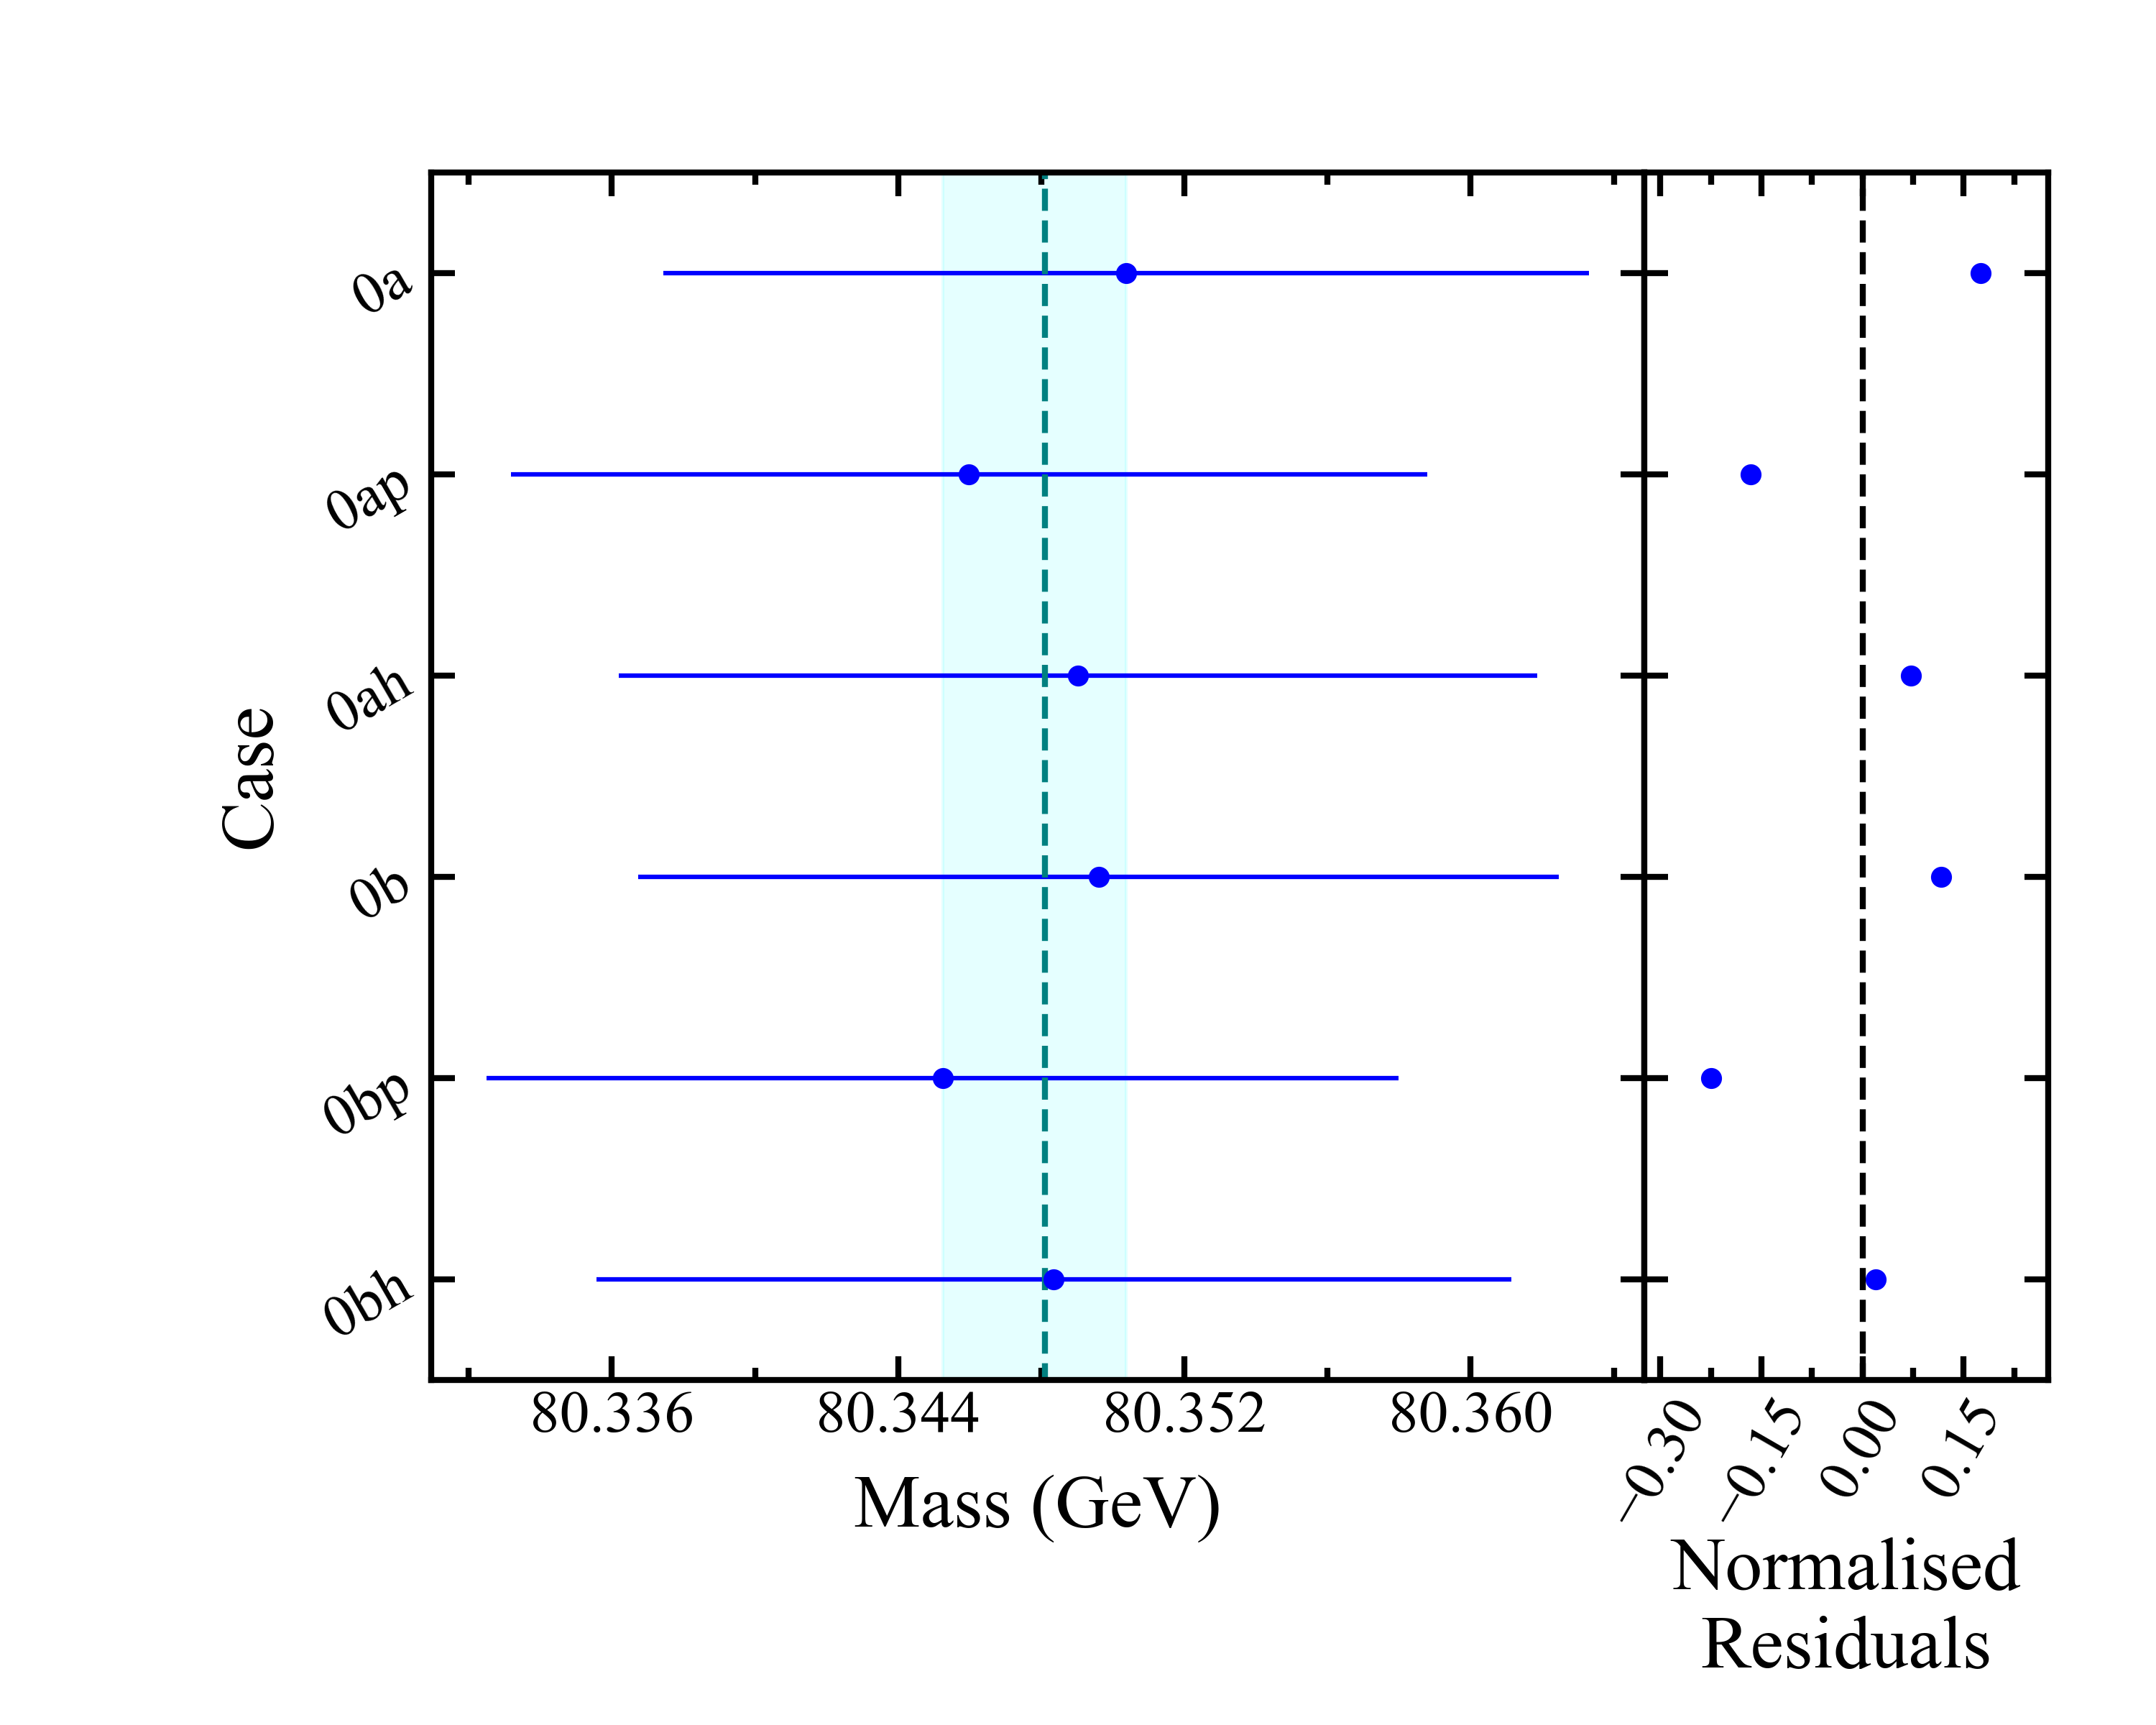 Case
0a
0ap
0ah
0b
0bp
0bh
80.336 80.344 80.352 80.360
Mass (GeV)
−0.30 −0.15 0.00 0.15
Normalised
Residuals